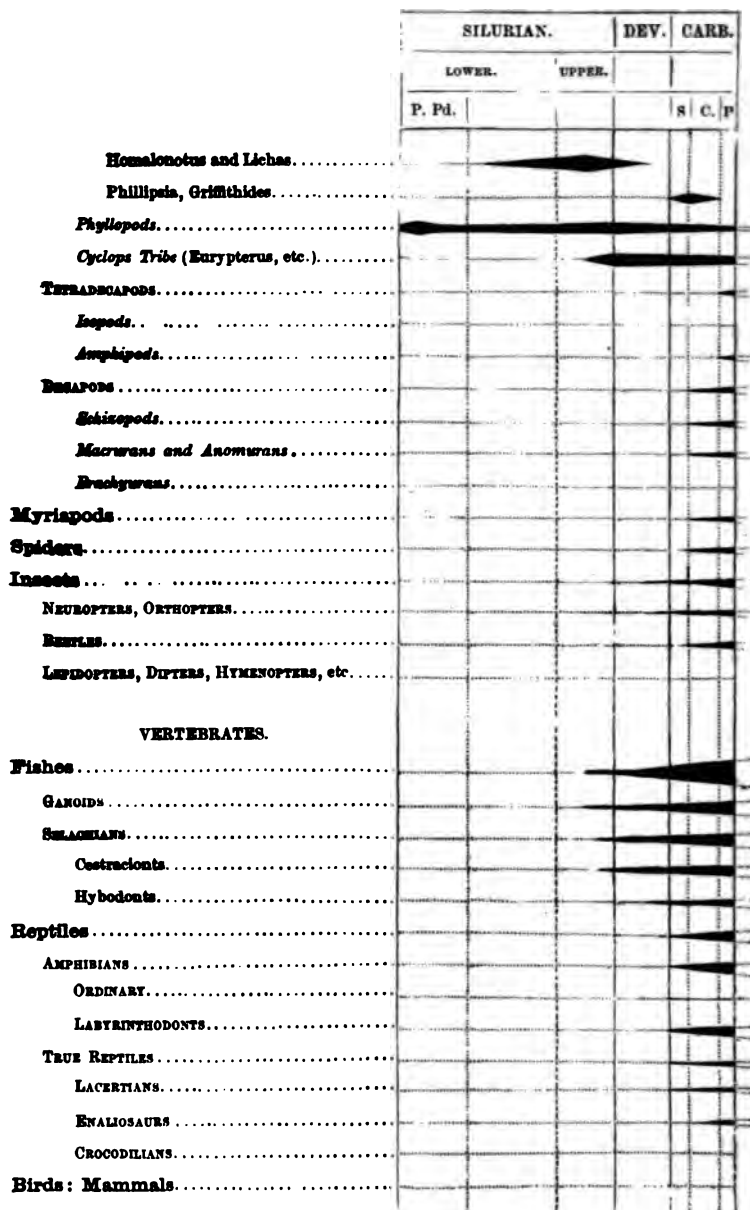 SILURIAN. DEV. CARB.
LOWER. UPPER.
P. Pd. S C. P
Homalonotus and Lichas
Phillipsia, Griffithides
Phyllopods
Cyclops Tribe (Eurypterus, etc.)
TETRADECAPODS
Isopods
Amphipods
DECAPODS
Schizopods
Macrurans and Anomurans
Brachyurans
Myriapods
Spiders
Insects
NEUROPTERS, ORTHOPTERS
BEETLES
LEPIDOPTERS, DIPTERS, HYMENOPTERS, etc
VERTEBRATES.
Fishes
GANOIDS
SELACHIANS
Cestracionts
Hybodonts
Reptiles
AMPHIBIANS
ORDINARY
LABYRINTHODONTS
TRUE REPTILES
LACERTIANS
ENALIOSAURS
CROCODILIANS
Birds: Mammals